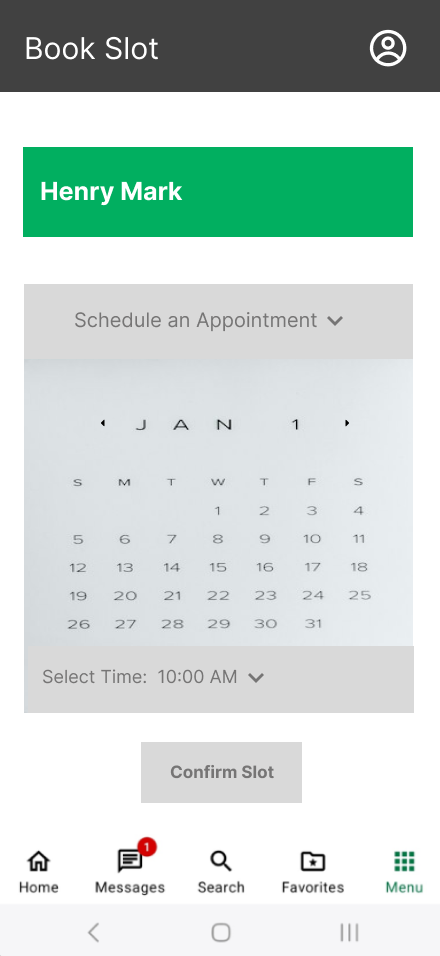 Book Slot
Henry Mark
Schedule an Appointment
JAN 1
S M T W T F S
1 2 3 4
5 6 7 8 9 10 11
12 13 14 15 16 17 18
19 20 21 22 23 24 25
26 27 28 29 30 31
Select Time: 10:00 AM
Confirm Slot
1
Home Messages Search Favorites Menu